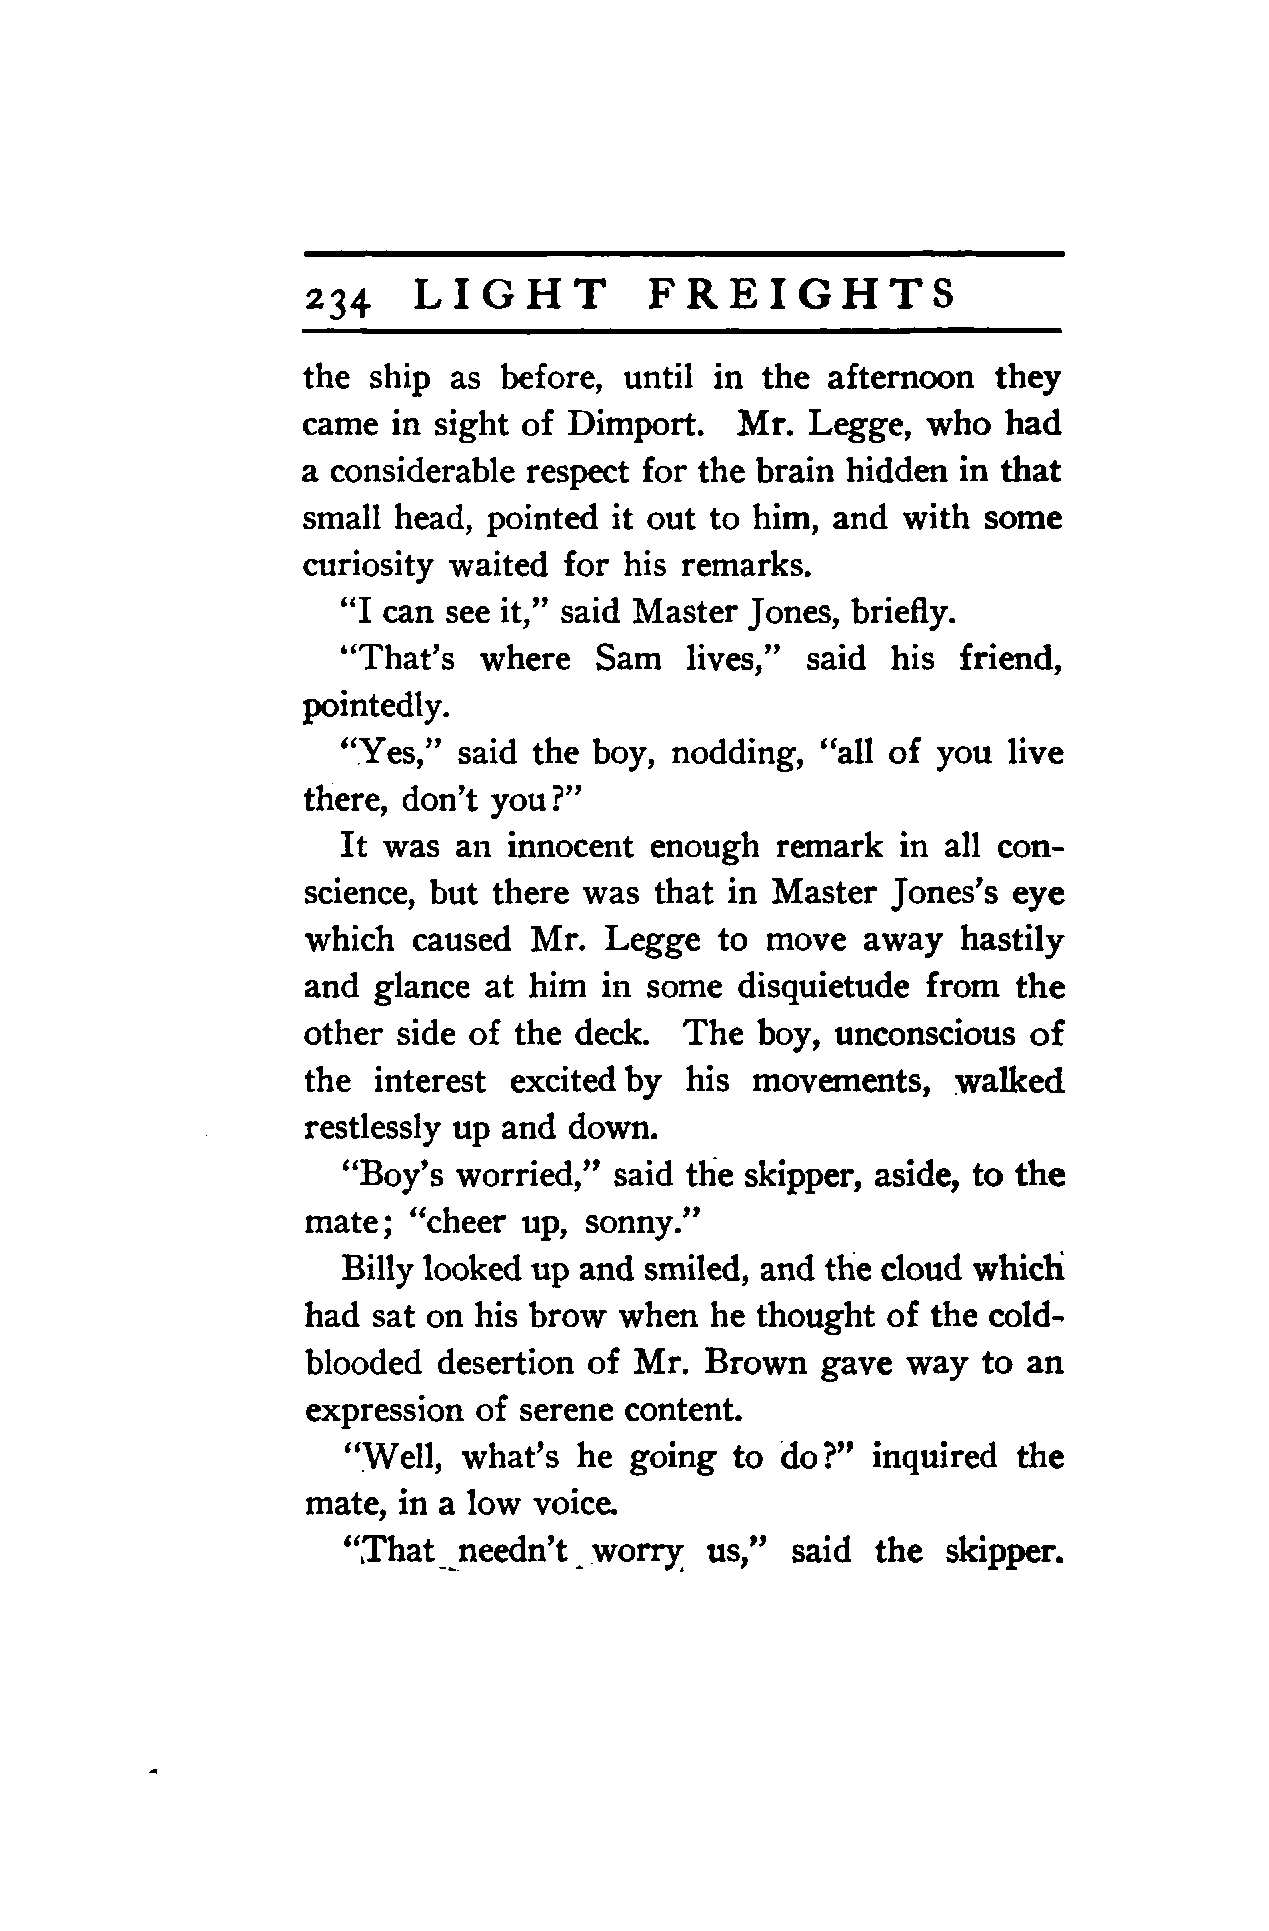 234 LIGHT FREIGHTS
the ship as before, until in the afternoon they
came in sight of Dimport. Mr. Legge, who had
a considerable respect for the brain hidden in that
small head, pointed it out to him, and with some
curiosity waited for his remarks.
“I can see it,” said Master Jones, briefly.
“That’s where Sam lives,” said his friend,
pointedly.
“Yes,” said the boy, nodding, “all of you live
there, don’t you?”
It was an innocent enough remark in all con-
science, but there was that in Master Jones’s eye
which caused Mr. Legge to move away hastily
and glance at him in some disquietude from the
other side of the deck. The boy, unconscious of
the interest excited by his movements, walked
restlessly up and down.
“Boy’s worried,” said the skipper, aside, to the
mate; “cheer up, sonny.”
Billy looked up and smiled, and the cloud which
had sat on his brow when he thought of the cold-
blooded desertion of Mr. Brown gave way to an
expression of serene content.
“Well, what’s he going to do?” inquired the
mate, in a low voice.
“That needn’t worry us,” said the skipper.